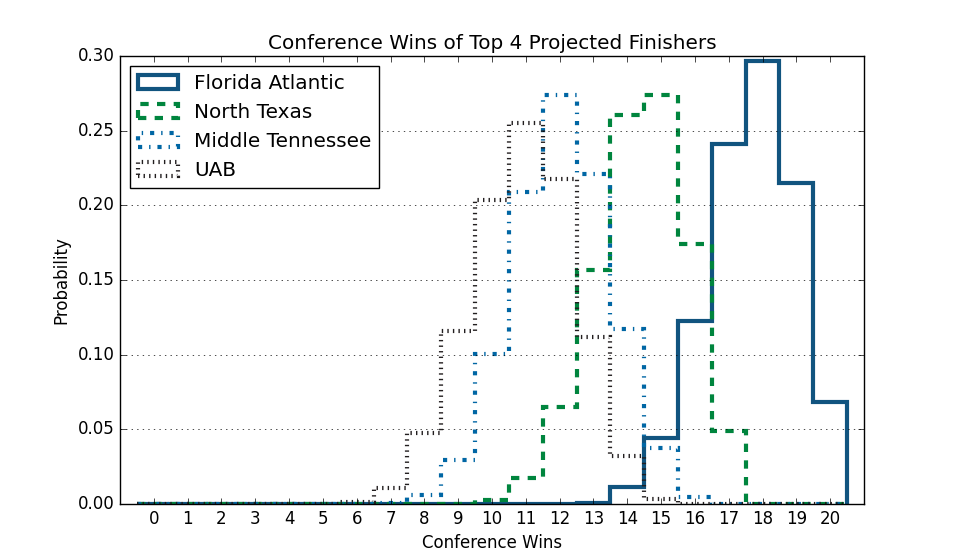 Conference Wins of Top 4 Projected Finishers
0.30
0.25
0.20
0.15
0.10
0.05
0.00
Probability
Florida Atlantic
North Texas
Middle Tennessee
UAB
0 1 2 3 4 5 6 7 8 9 10 11 12 13 14 15 16 17 18 19 20
Conference Wins